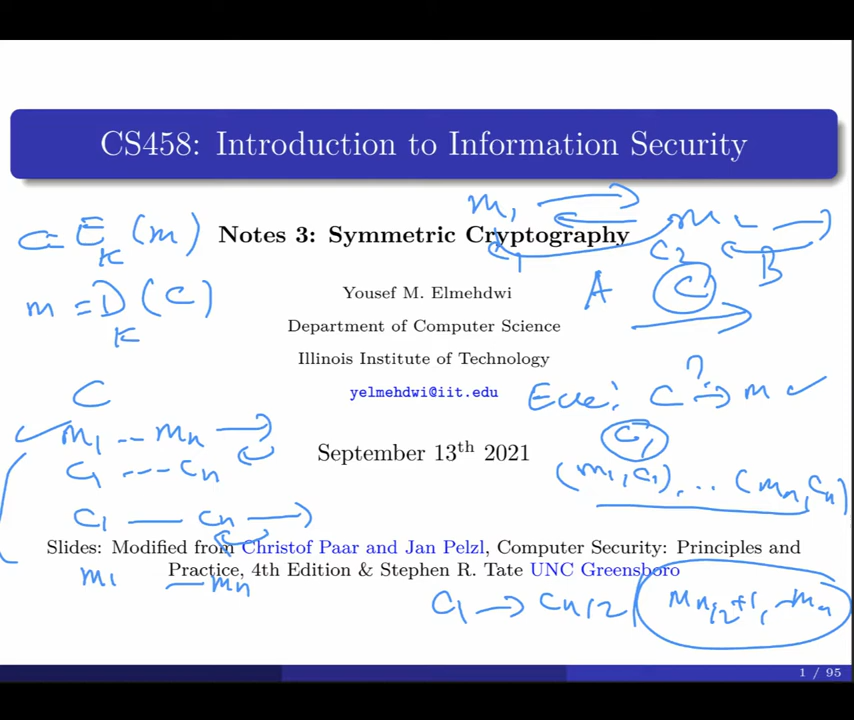 CS458: Introduction to Information Security
m₁
m₂
C = E_K (m)
Notes 3: Symmetric Cryptography
C₁
C₂
B
m = D_K (C)
Yousef M. Elmehdwi
A
C
Department of Computer Science
Illinois Institute of Technology
yelmehdwi@iit.edu
C
Eve: C →? m ✓
✓ m₁ -- mₙ →
C₁
C₁ --- Cₙ
September 13th 2021
(m₁, C₁), ... (mₙ, Cₙ)
C₁ — Cₙ →
Slides: Modified from Christof Paar and Jan Pelzl, Computer Security: Principles and
Practice, 4th Edition & Stephen R. Tate UNC Greensboro
m₁ — mₙ
C₁ → Cn/2
Mn/2+1, - Mn
1 / 95